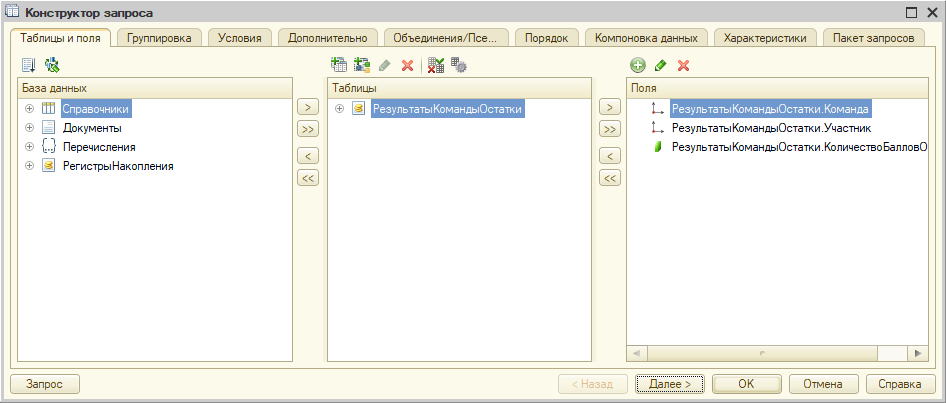 Конструктор запроса
Таблицы и поля Группировка Условия Дополнительно Объединения/Псе... Порядок Компоновка данных Характеристики Пакет запросов
База данных
Справочники
Документы
Перечисления
РегистрыНакопления
>
>>
<
<<
Таблицы
РезультатыКомандыОстатки
>
>>
<
<<
Поля
РезультатыКомандыОстатки.Команда
РезультатыКомандыОстатки.Участник
РезультатыКомандыОстатки.КоличествоБалловО
Запрос < Назад Далее > OK Отмена Справка